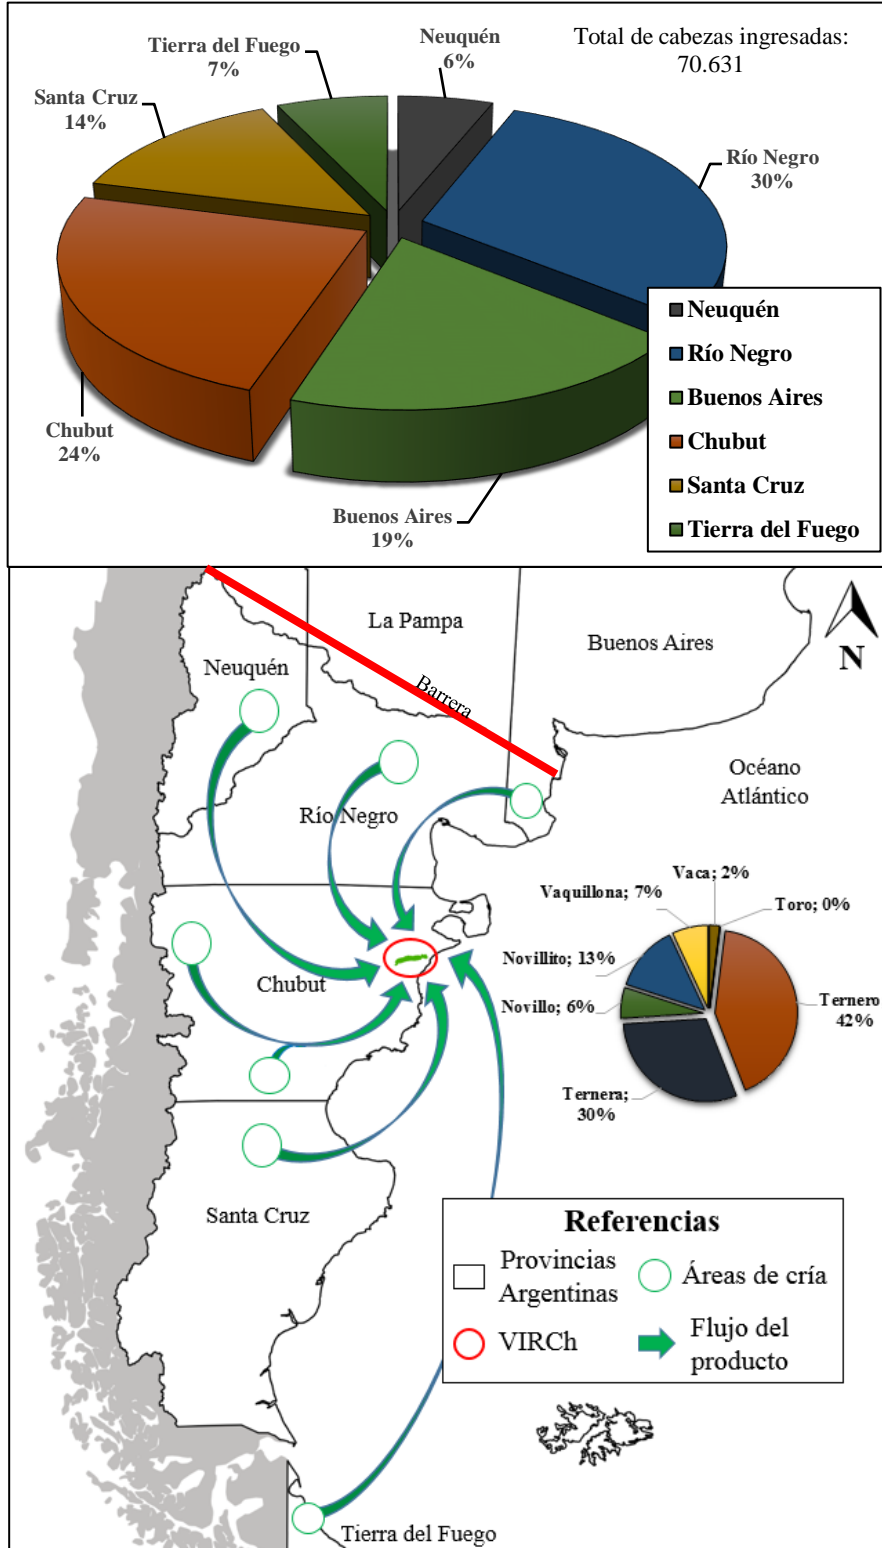 Total de cabezas ingresadas:
70.631
Neuquén
6%
Tierra del Fuego
7%
Santa Cruz
14%
Río Negro
30%
Chubut
24%
Buenos Aires
19%
Neuquén
Río Negro
Buenos Aires
Chubut
Santa Cruz
Tierra del Fuego
La Pampa
Buenos Aires
N
Neuquén
Barrera
Océano
Atlántico
Río Negro
Chubut
Vaca; 2%
Vaquillona; 7%
Toro; 0%
Novillito; 13%
Novillo; 6%
Ternero
42%
Ternera;
30%
Santa Cruz
Referencias
Provincias
Argentinas
Áreas de cría
VIRCh
Flujo del
producto
Tierra del Fuego